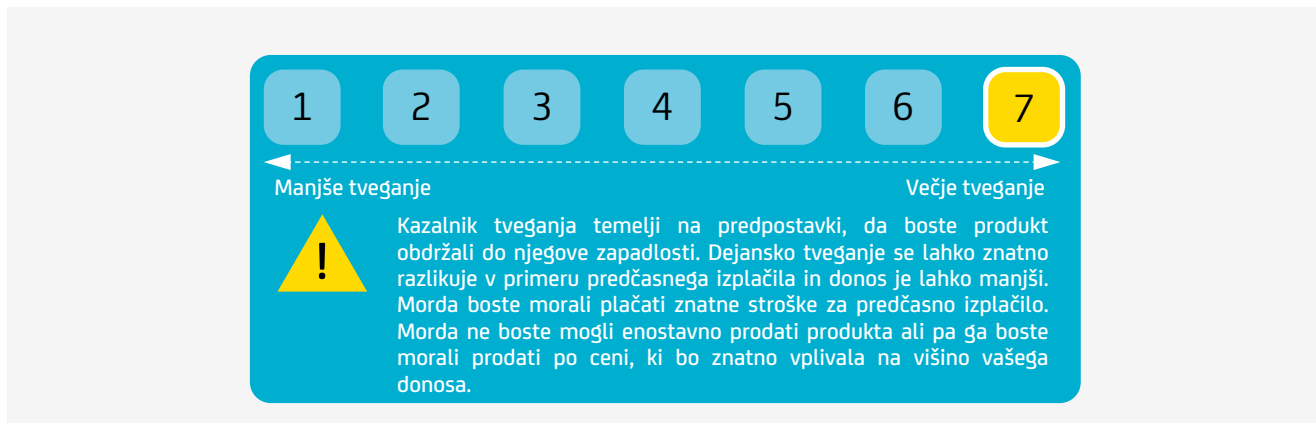 1 2 3 4 5 6 7
Manjše tveganje Večje tveganje
!
Kazalnik tveganja temelji na predpostavki, da boste produkt
obdržali do njegove zapadlosti. Dejansko tveganje se lahko znatno
razlikuje v primeru predčasnega izplačila in donos je lahko manjši.
Morda boste morali plačati znatne stroške za predčasno izplačilo.
Morda ne boste mogli enostavno prodati produkta ali pa ga boste
morali prodati po ceni, ki bo znatno vplivala na višino vašega
donosa.